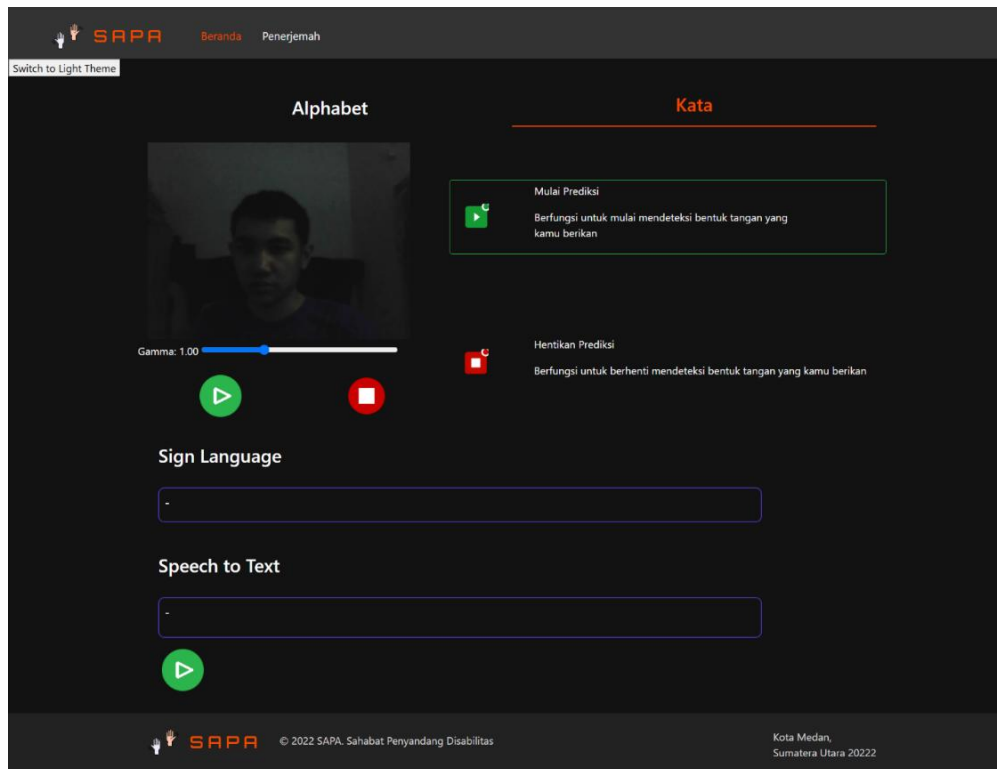 SAPA
Beranda
Penerjemah
Switch to Light Theme
Alphabet
Kata
Mulai Prediksi
Berfungsi untuk mulai mendeteksi bentuk tangan yang
kamu berikan
Gamma: 1.00
Hentikan Prediksi
Berfungsi untuk berhenti mendeteksi bentuk tangan yang kamu berikan
Sign Language
-
Speech to Text
-
SAPA
© 2022 SAPA. Sahabat Penyandang Disabilitas
Kota Medan,
Sumatera Utara 20222